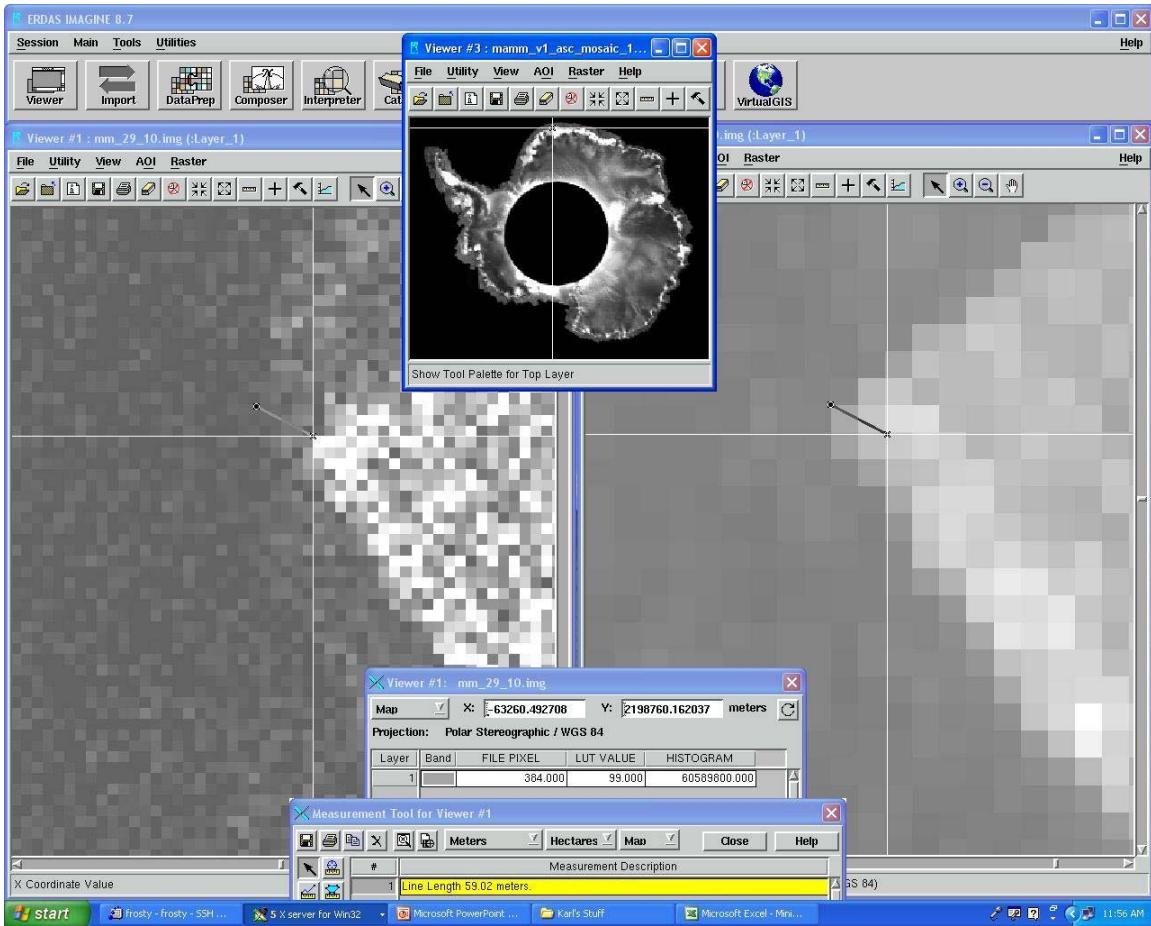 ERDAS IMAGINE 8.7
Session Main Tools Utilities Help
Viewer Import DataPrep Composer Interpreter VirtualGIS
Viewer #3 : mamm_v1_asc_mosaic_1...
File Utility View AOI Raster Help
Show Tool Palette for Top Layer
Viewer #1 : mm_29_10.img (:Layer_1)
File Utility View AOI Raster
.img (:Layer_1)
OI Raster Help
Viewer #1: mm_29_10.img
Map X: -63260.492708 Y: 2198760.162037 meters
Projection: Polar Stereographic / WGS 84
Layer Band FILE PIXEL LUT VALUE HISTOGRAM
1 384.000 99.000 60589800.000
Measurement Tool for Viewer #1
Meters Hectares Map Close Help
# Measurement Description
1 Line Length 59.02 meters.
X Coordinate Value
GS 84)
start frosty - frosty - SSH ... 5 X server for Win32 Microsoft PowerPoint ... Karl's Stuff Microsoft Excel - Mini... 11:56 AM